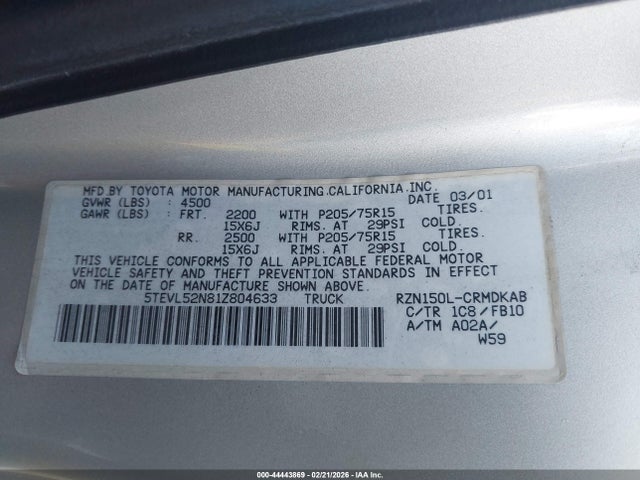 MFD.BY TOYOTA MOTOR MANUFACTURING.CALIFORNIA.INC.
GVWR (LBS) : 4500 DATE 03/01
GAWR (LBS) : FRT. 2200 WITH P205/75R15 TIRES.
15X6J RIMS. AT 29PSI COLD.
RR. 2500 WITH P205/75R15 TIRES.
15X6J RIMS. AT 29PSI COLD.
THIS VEHICLE CONFORMS TO ALL APPLICABLE FEDERAL MOTOR
VEHICLE SAFETY AND THEFT PREVENTION STANDARDS IN EFFECT
ON THE DATE OF MANUFACTURE SHOWN ABOVE.
5TEVL52N81Z804633 TRUCK RZN150L-CRMDKAB
C/TR 1C8/FB10
A/TM A02A/
W59
000-44443869 - 02/21/2026 - IAA Inc.